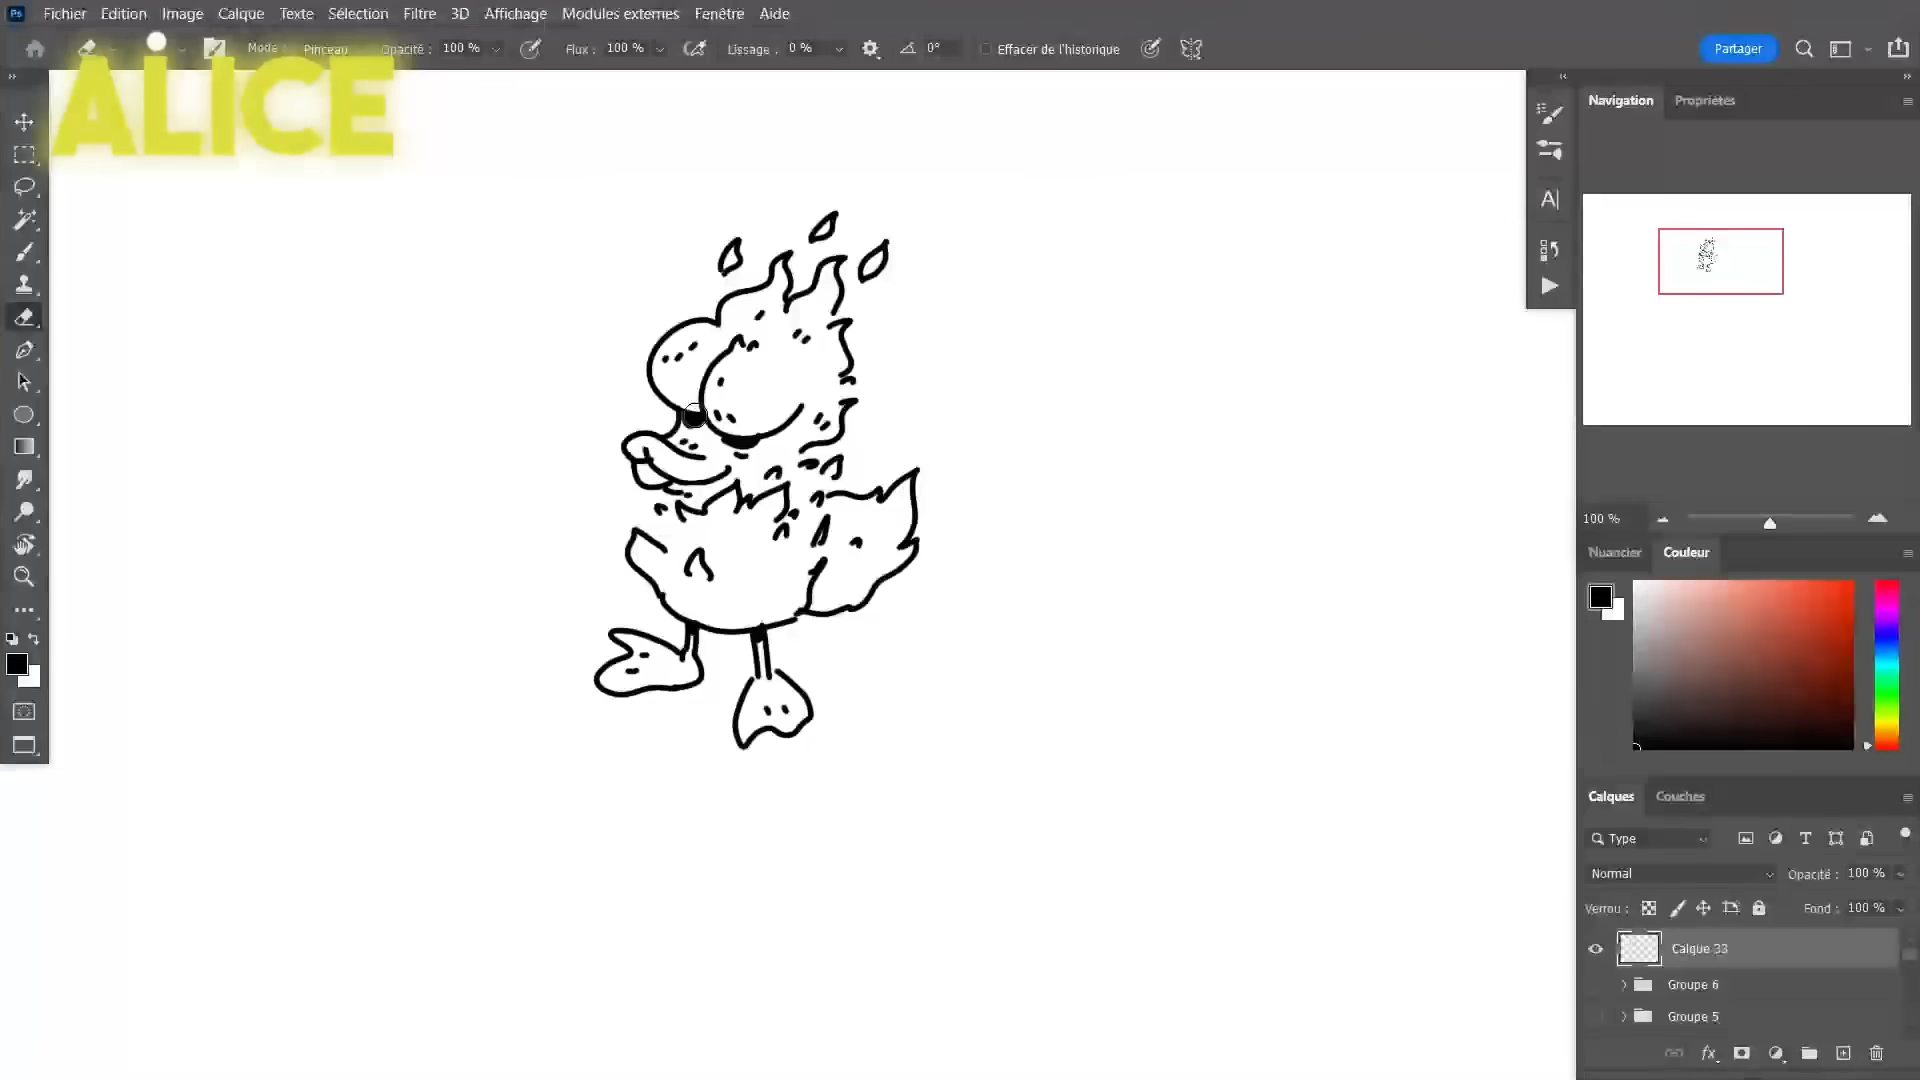 Ps Fichier Edition Image Calque Texte Sélection Filtre 3D Affichage Modules externes Fenêtre Aide
Mode : Pinceau Opacité : 100 % Flux : 100 % Lissage : 0 % 0° Effacer de l'historique Partager
ALICE
Navigation Propriétés
A|
100 %
Nuancier Couleur
Calques Couches
Type T
Normal Opacité : 100 %
Verrou : Fond : 100 %
Calque 33
Groupe 6
Groupe 5
fx